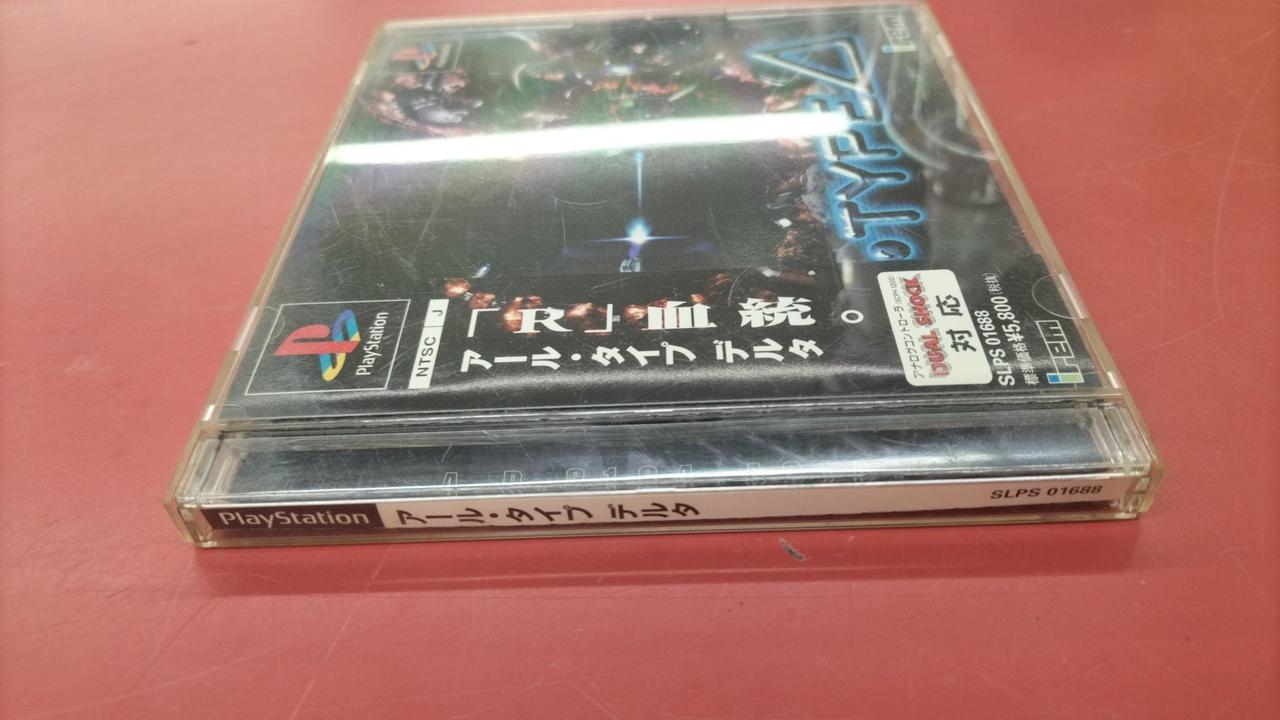 PlayStation
NTSC J
「R」血統。
アール・タイプ デルタ
TYPE Δ
アナログコントローラ(SCPH-1200)
DUAL SHOCK
対応
SLPS 01688
標準価格¥5,800(税抜)
irem
PlayStation
アール・タイプ デルタ
SLPS 01688